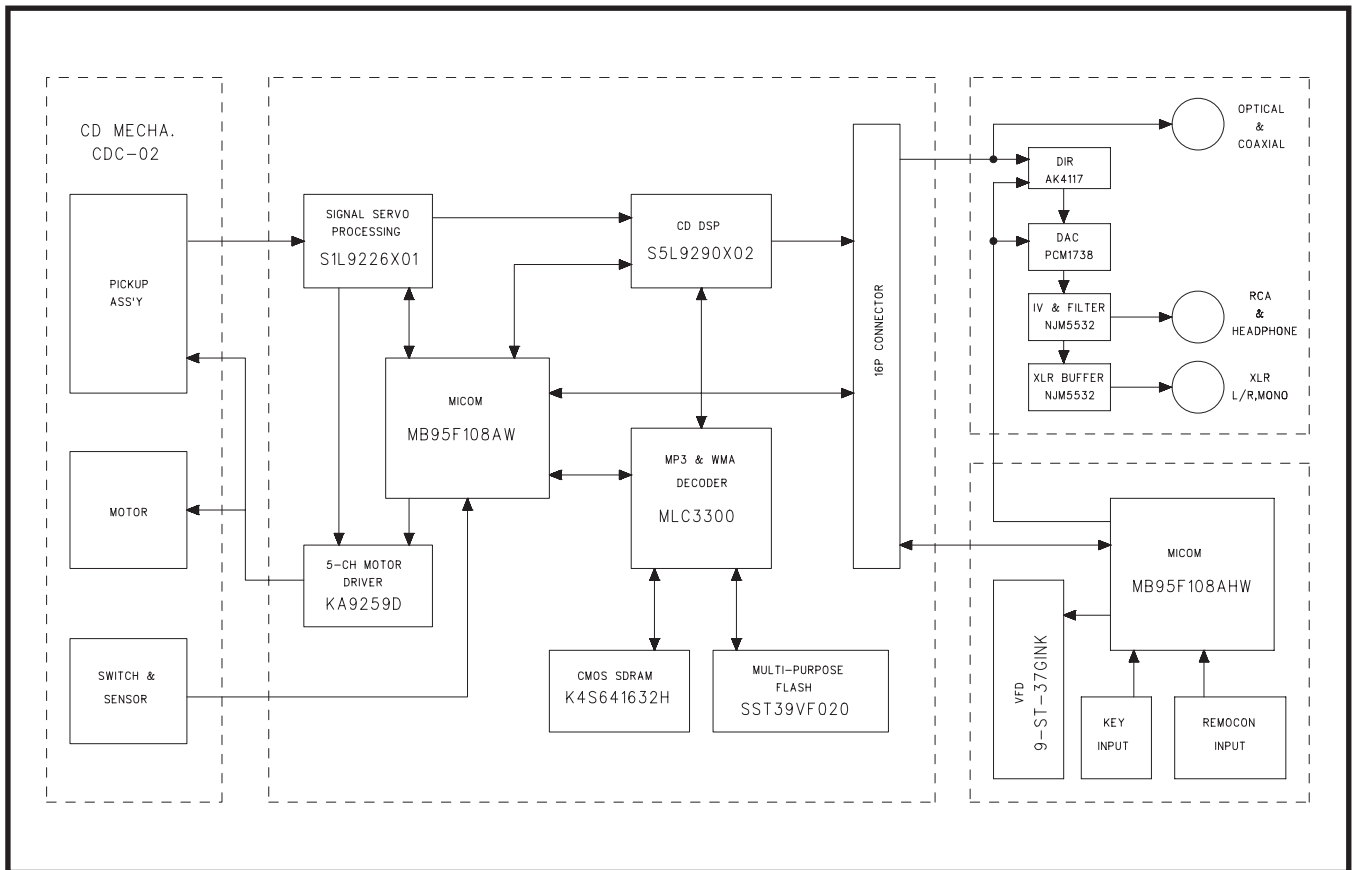 CD MECHA.
CDC-02
PICKUP
ASS'Y
MOTOR
SWITCH &
SENSOR
SIGNAL SERVO
PROCESSING
S1L9226X01
CD DSP
S5L9290X02
MICOM
MB95F108AW
MP3 & WMA
DECODER
MLC3300
5-CH MOTOR
DRIVER
KA9259D
CMOS SDRAM
K4S641632H
MULTI-PURPOSE
FLASH
SST39VF020
16P CONNECTOR
OPTICAL
&
COAXIAL
DIR
AK4117
DAC
PCM1738
IV & FILTER
NJM5532
RCA
&
HEADPHONE
XLR BUFFER
NJM5532
XLR
L/R,MONO
MICOM
MB95F108AHW
VFD
9-ST-37GINK
KEY
INPUT
REMOCON
INPUT